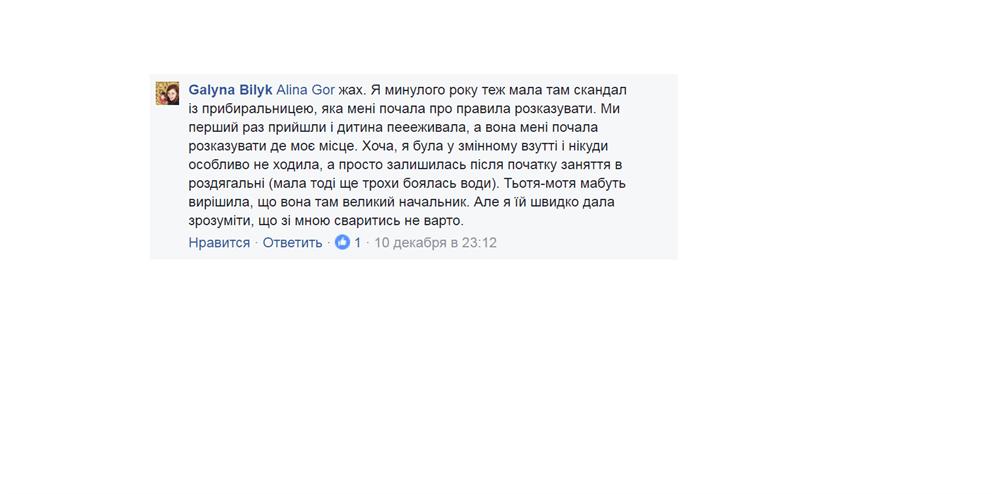 Galyna Bilyk Alina Gor жах. Я минулого року теж мала там скандал
із прибиральницею, яка мені почала про правила розказувати. Ми
перший раз прийшли і дитина пеееживала, а вона мені почала
розказувати де моє місце. Хоча, я була у змінному взутті і нікуди
особливо не ходила, а просто залишилась після початку заняття в
роздягальні (мала тоді ще трохи боялась води). Тьотя-мотя мабуть
вирішила, що вона там великий начальник. Але я їй швидко дала
зрозуміти, що зі мною сваритись не варто.
Нравится · Ответить · 1 · 10 декабря в 23:12